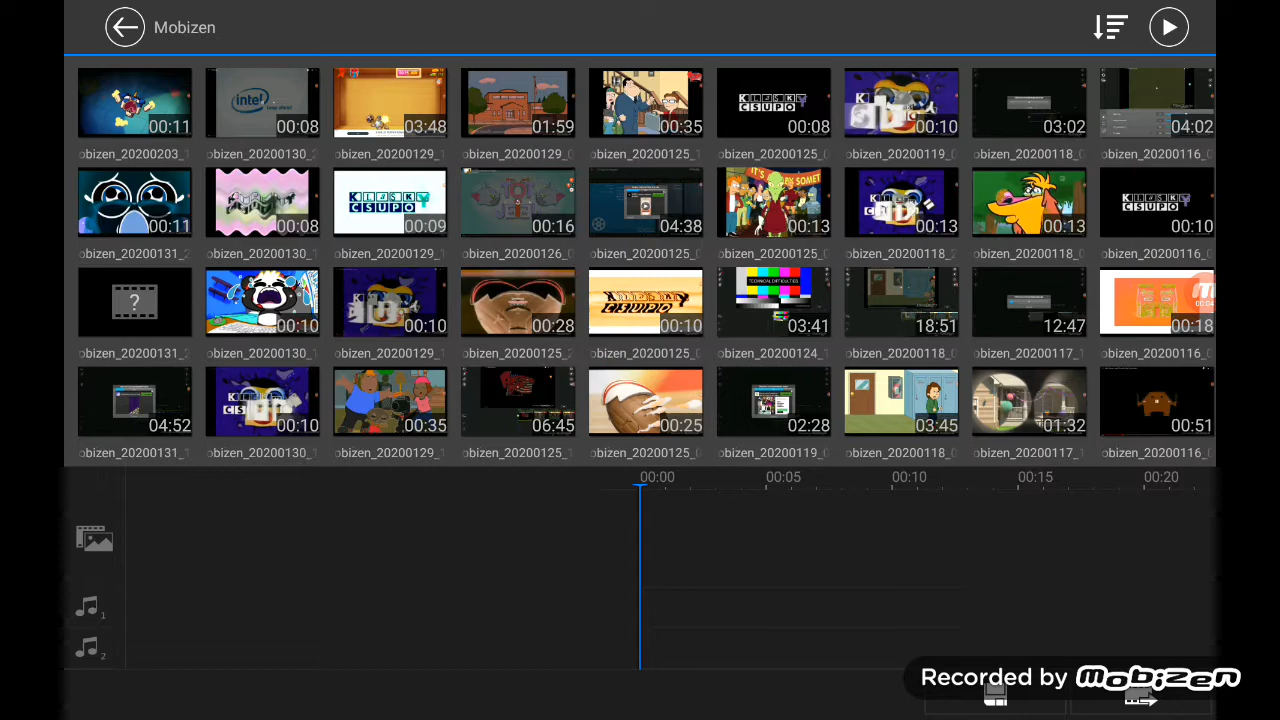 Mobizen
00:11 00:08 03:48 01:59 00:35 00:08 00:10 03:02 04:02
obizen_20200203_1 obizen_20200130_2 obizen_20200129_1 obizen_20200129_0 obizen_20200125_1 obizen_20200125_0 obizen_20200119_0 obizen_20200118_0 obizen_20200116_0
00:11 00:08 00:09 00:16 04:38 00:13 00:13 00:13 00:10
obizen_20200131_2 obizen_20200130_1 obizen_20200129_0 obizen_20200126_0 obizen_20200125_1 obizen_20200125_0 obizen_20200118_1 obizen_20200118_0 obizen_20200116_0
00:10 00:10 00:28 00:10 03:41 18:51 12:47 00:18
obizen_20200131_2 obizen_20200130_1 obizen_20200129_1 obizen_20200125_2 obizen_20200125_0 obizen_20200124_1 obizen_20200118_0 obizen_20200117_1 obizen_20200116_0
04:52 00:10 00:35 06:45 00:25 02:28 03:45 01:32 00:51
obizen_20200131_1 obizen_20200130_1 obizen_20200129_1 obizen_20200125_1 obizen_20200125_0 obizen_20200119_0 obizen_20200118_0 obizen_20200117_1 obizen_20200116_0
00:00 00:05 00:10 00:15 00:20
1
2
Recorded by mobizen